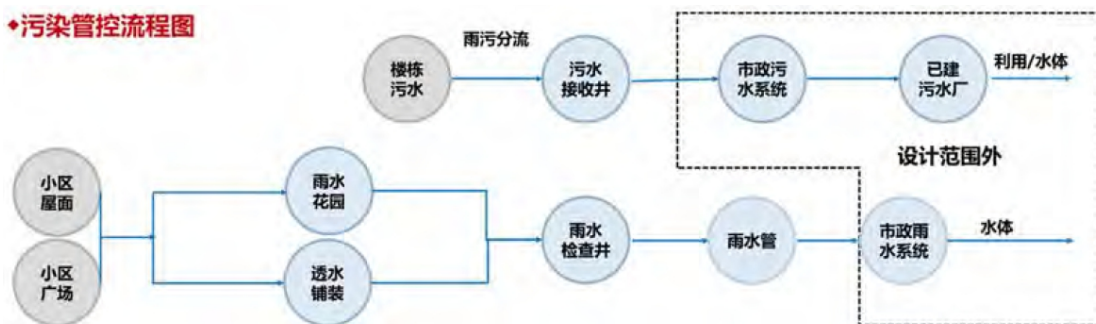 ◆污染管控流程图
雨污分流
楼栋
污水
污水
接收井
市政污
水系统
已建
污水厂
利用/水体
设计范围外
小区
屋面
雨水
花园
小区
广场
透水
铺装
雨水
检查井
雨水管
市政雨
水系统
水体